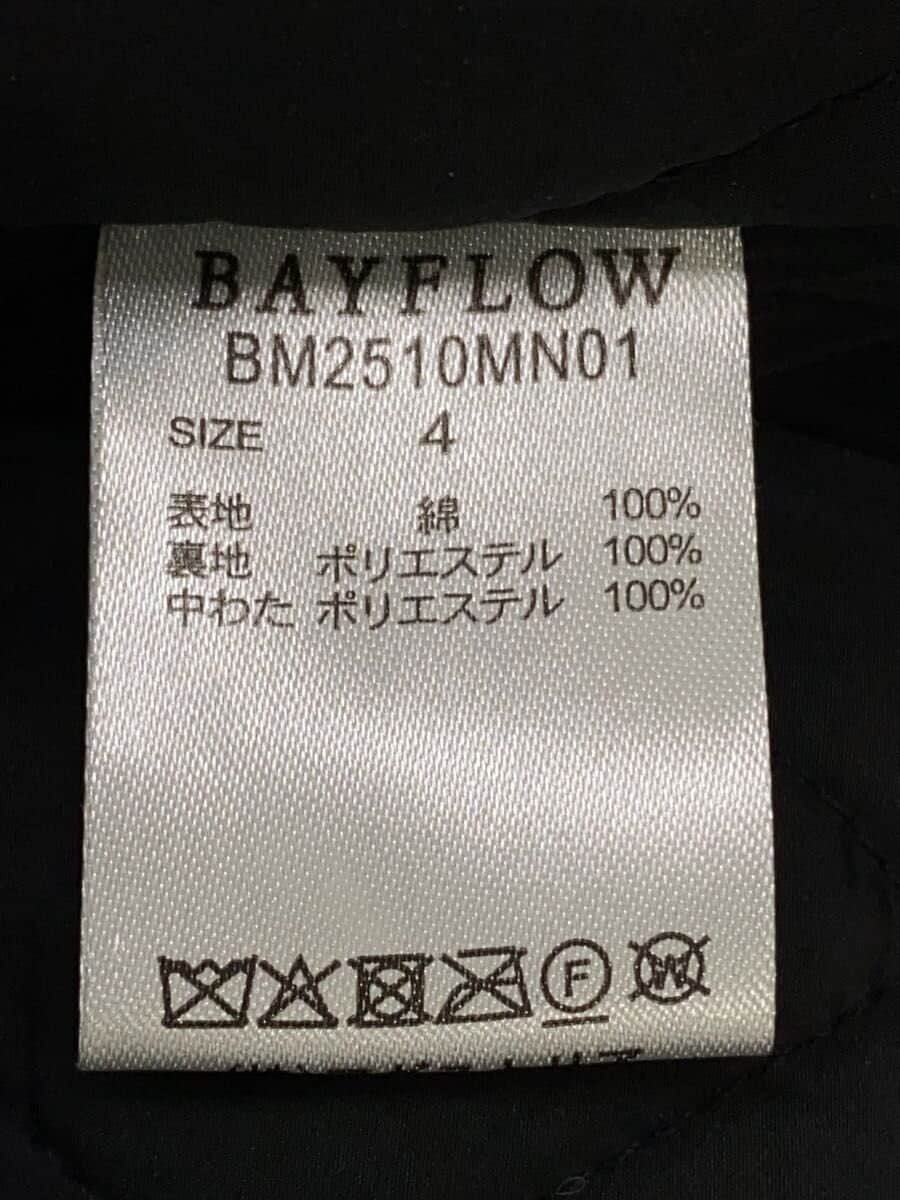 BAYFLOW
BM2510MN01
SIZE 4
表地 綿 100%
裏地 ポリエステル 100%
中わた ポリエステル 100%
F W